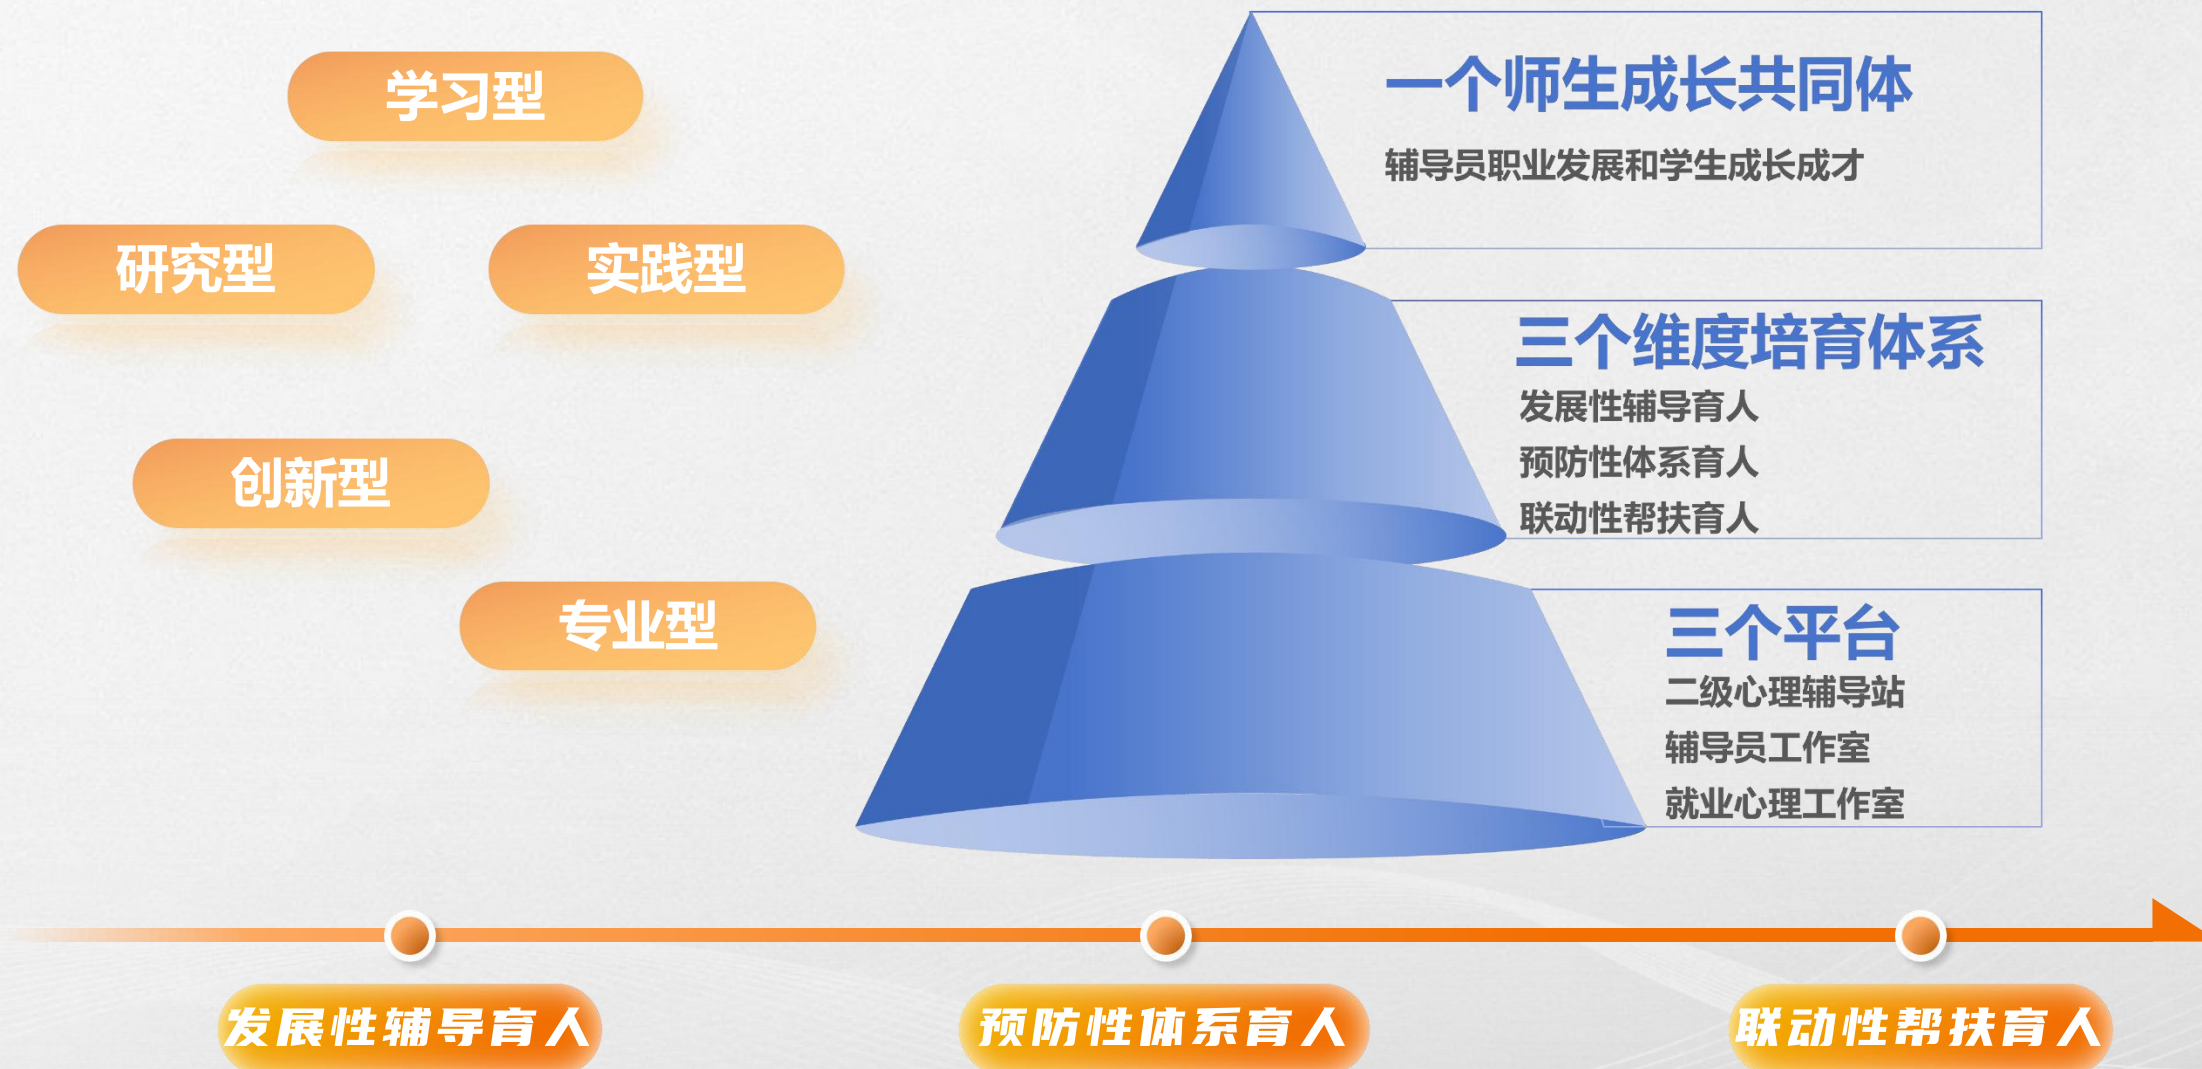 学习型
研究型
实践型
创新型
专业型
一个师生成长共同体
辅导员职业发展和学生成长成才
三个维度培育体系
发展性辅导育人
预防性体系育人
联动性帮扶育人
三个平台
二级心理辅导站
辅导员工作室
就业心理工作室
发展性辅导育人
预防性体系育人
联动性帮扶育人